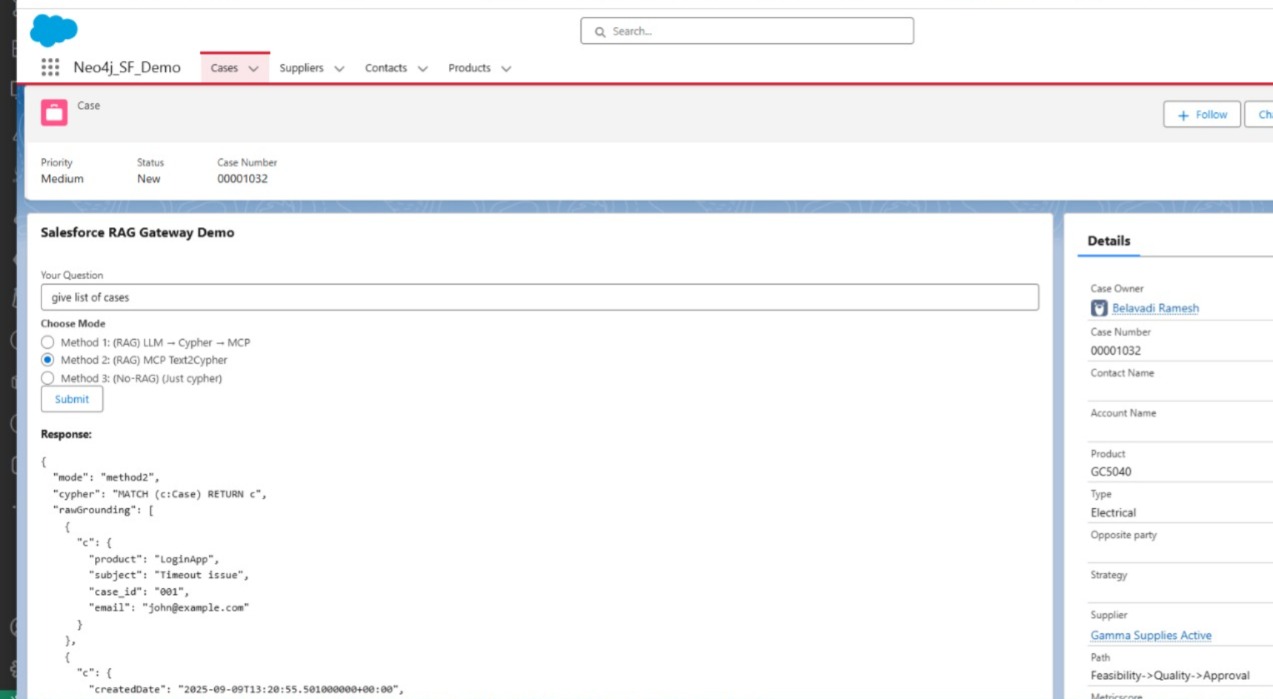 Search...
Neo4j_SF_Demo Cases Suppliers Contacts Products
Case
+ Follow
Priority Status Case Number
Medium New 00001032
Salesforce RAG Gateway Demo
Your Question
give list of cases
Choose Mode
Method 1: (RAG) LLM → Cypher → MCP
Method 2: (RAG) MCP Text2Cypher
Method 3: (No-RAG) (Just cypher)
Submit
Response:
{
"mode": "method2",
"cypher": "MATCH (c:Case) RETURN c",
"rawGrounding": [
{
"c": {
"product": "LoginApp",
"subject": "Timeout issue",
"case_id": "001",
"email": "john@example.com"
}
},
{
"c": {
"createdDate": "2025-09-09T13:20:55.501000000+00:00",
Details
Case Owner
Belavadi Ramesh
Case Number
00001032
Contact Name
Account Name
Product
GC5040
Type
Electrical
Opposite party
Strategy
Supplier
Gamma Supplies Active
Path
Feasibility->Quality->Approval
Metricscore